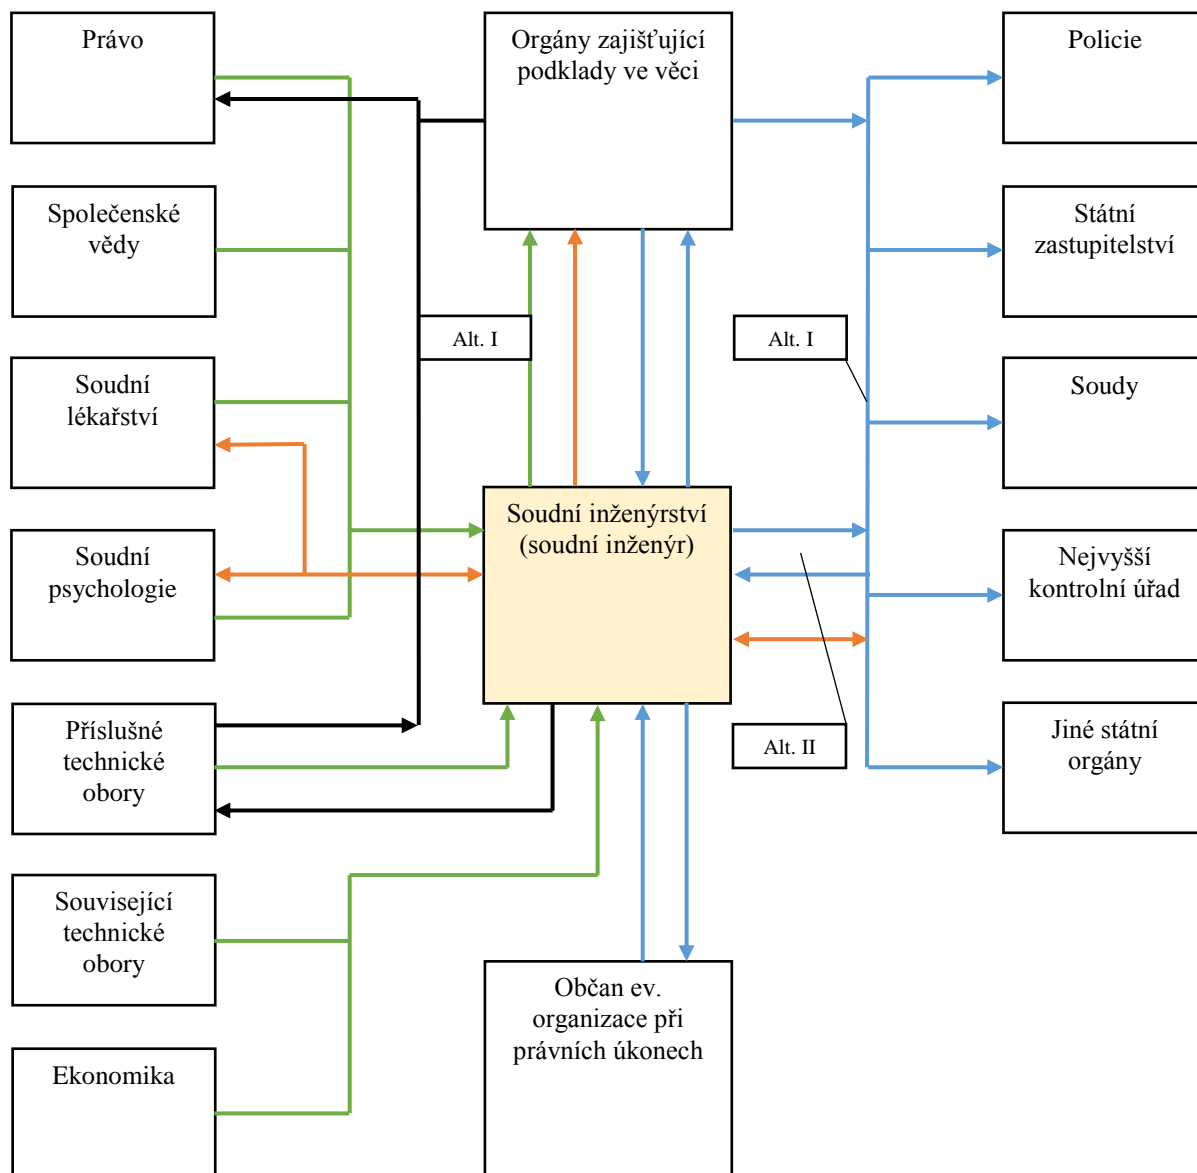 Právo
Orgány zajišťující
podklady ve věci
Policie
Společenské
vědy
Státní
zastupitelství
Alt. I
Alt. I
Soudní
lékařství
Soudy
Soudní inženýrství
(soudní inženýr)
Soudní
psychologie
Nejvyšší
kontrolní úřad
Příslušné
technické
obory
Alt. II
Jiné státní
orgány
Související
technické
obory
Občan ev.
organizace při
právních úkonech
Ekonomika